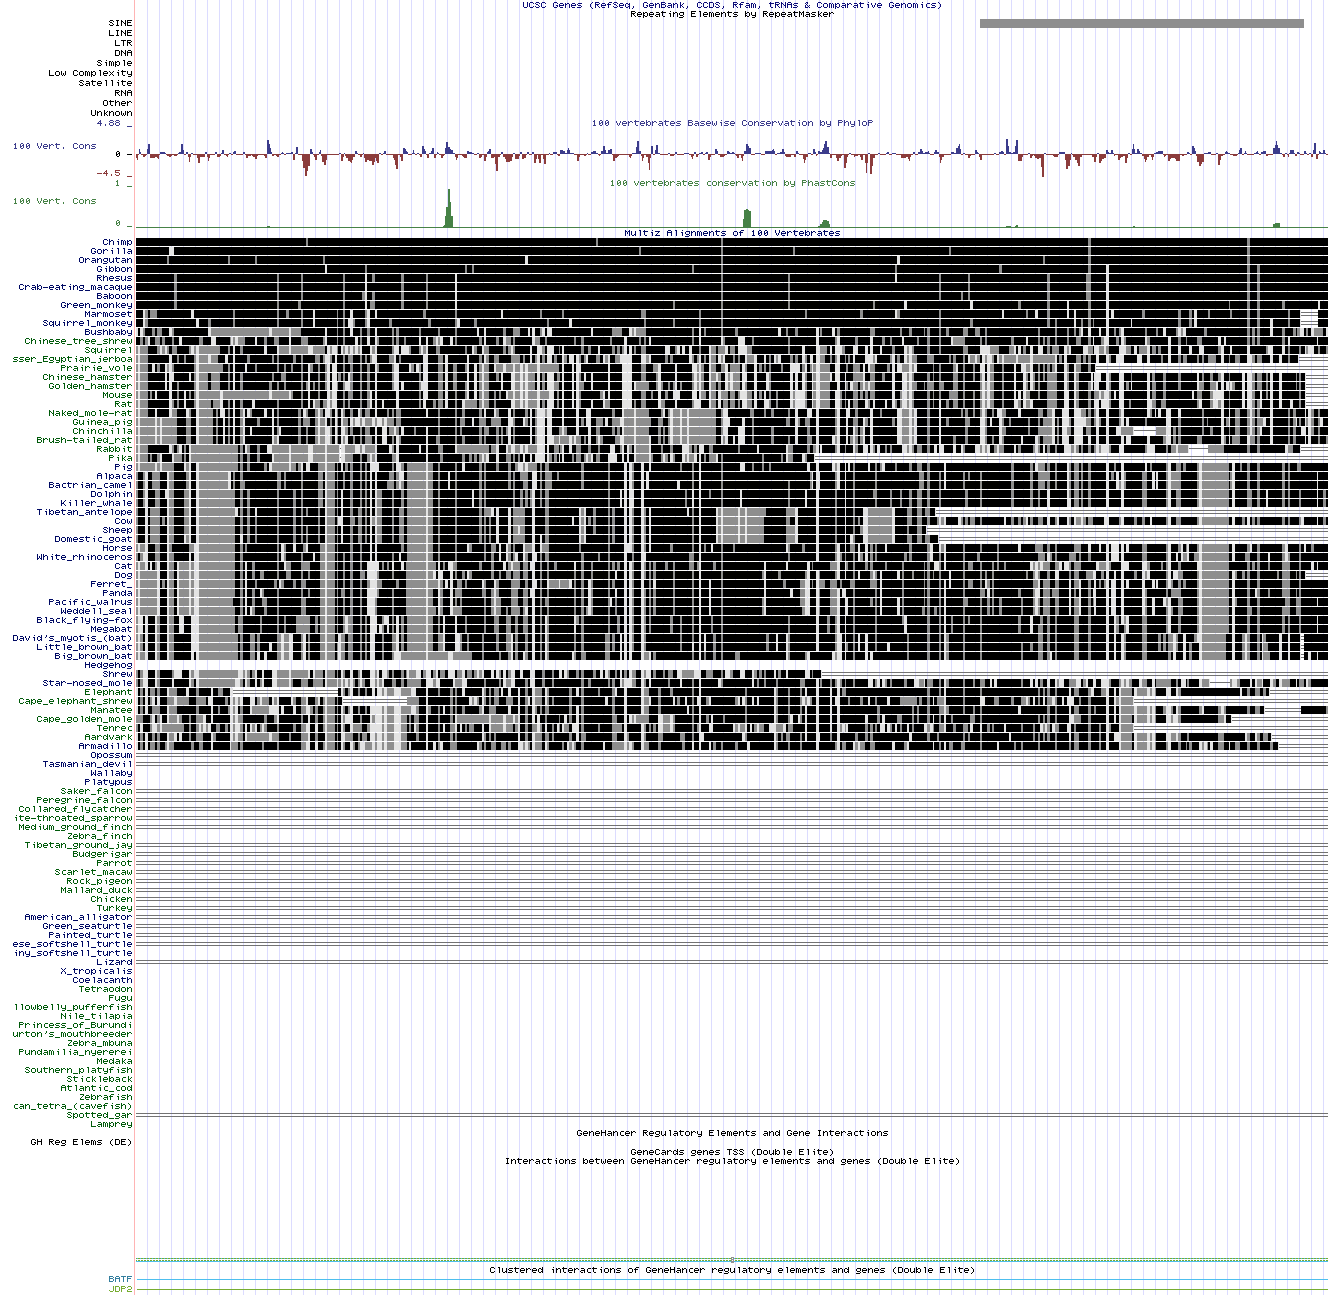 UCSC Genes (RefSeq, GenBank, CCDS, Rfam, tRNAs & Comparative Genomics)
Repeating Elements by RepeatMasker
SINE
LINE
LTR
DNA
Simple
Low Complexity
Satellite
RNA
Other
Unknown
4.88 _
100 vertebrates Basewise Conservation by PhyloP
100 Vert. Cons
0 -
-4.5 _
1 _
100 vertebrates conservation by PhastCons
100 Vert. Cons
0 _
Multiz Alignments of 100 Vertebrates
Chimp
Gorilla
Orangutan
Gibbon
Rhesus
Crab-eating_macaque
Baboon
Green_monkey
Marmoset
Squirrel_monkey
Bushbaby
Chinese_tree_shrew
Squirrel
sser_Egyptian_jerboa
Prairie_vole
Chinese_hamster
Golden_hamster
Mouse
Rat
Naked_mole-rat
Guinea_pig
Chinchilla
Brush-tailed_rat
Rabbit
Pika
Pig
Alpaca
Bactrian_camel
Dolphin
Killer_whale
Tibetan_antelope
Cow
Sheep
Domestic_goat
Horse
White_rhinoceros
Cat
Dog
Ferret_
Panda
Pacific_walrus
Weddell_seal
Black_flying-fox
Megabat
David's_myotis_(bat)
Little_brown_bat
Big_brown_bat
Hedgehog
Shrew
Star-nosed_mole
Elephant
Cape_elephant_shrew
Manatee
Cape_golden_mole
Tenrec
Aardvark
Armadillo
Opossum
Tasmanian_devil
Wallaby
Platypus
Saker_falcon
Peregrine_falcon
Collared_flycatcher
ite-throated_sparrow
Medium_ground_finch
Zebra_finch
Tibetan_ground_jay
Budgerigar
Parrot
Scarlet_macaw
Rock_pigeon
Mallard_duck
Chicken
Turkey
American_alligator
Green_seaturtle
Painted_turtle
ese_softshell_turtle
iny_softshell_turtle
Lizard
X_tropicalis
Coelacanth
Tetraodon
Fugu
llowbelly_pufferfish
Nile_tilapia
Princess_of_Burundi
urton's_mouthbreeder
Zebra_mbuna
Pundamilia_nyererei
Medaka
Southern_platyfish
Stickleback
Atlantic_cod
Zebrafish
can_tetra_(cavefish)
Spotted_gar
Lamprey
GeneHancer Regulatory Elements and Gene Interactions
GH Reg Elems (DE)
GeneCards genes TSS (Double Elite)
Interactions between GeneHancer regulatory elements and genes (Double Elite)
Clustered interactions of GeneHancer regulatory elements and genes (Double Elite)
BATF
JDP2